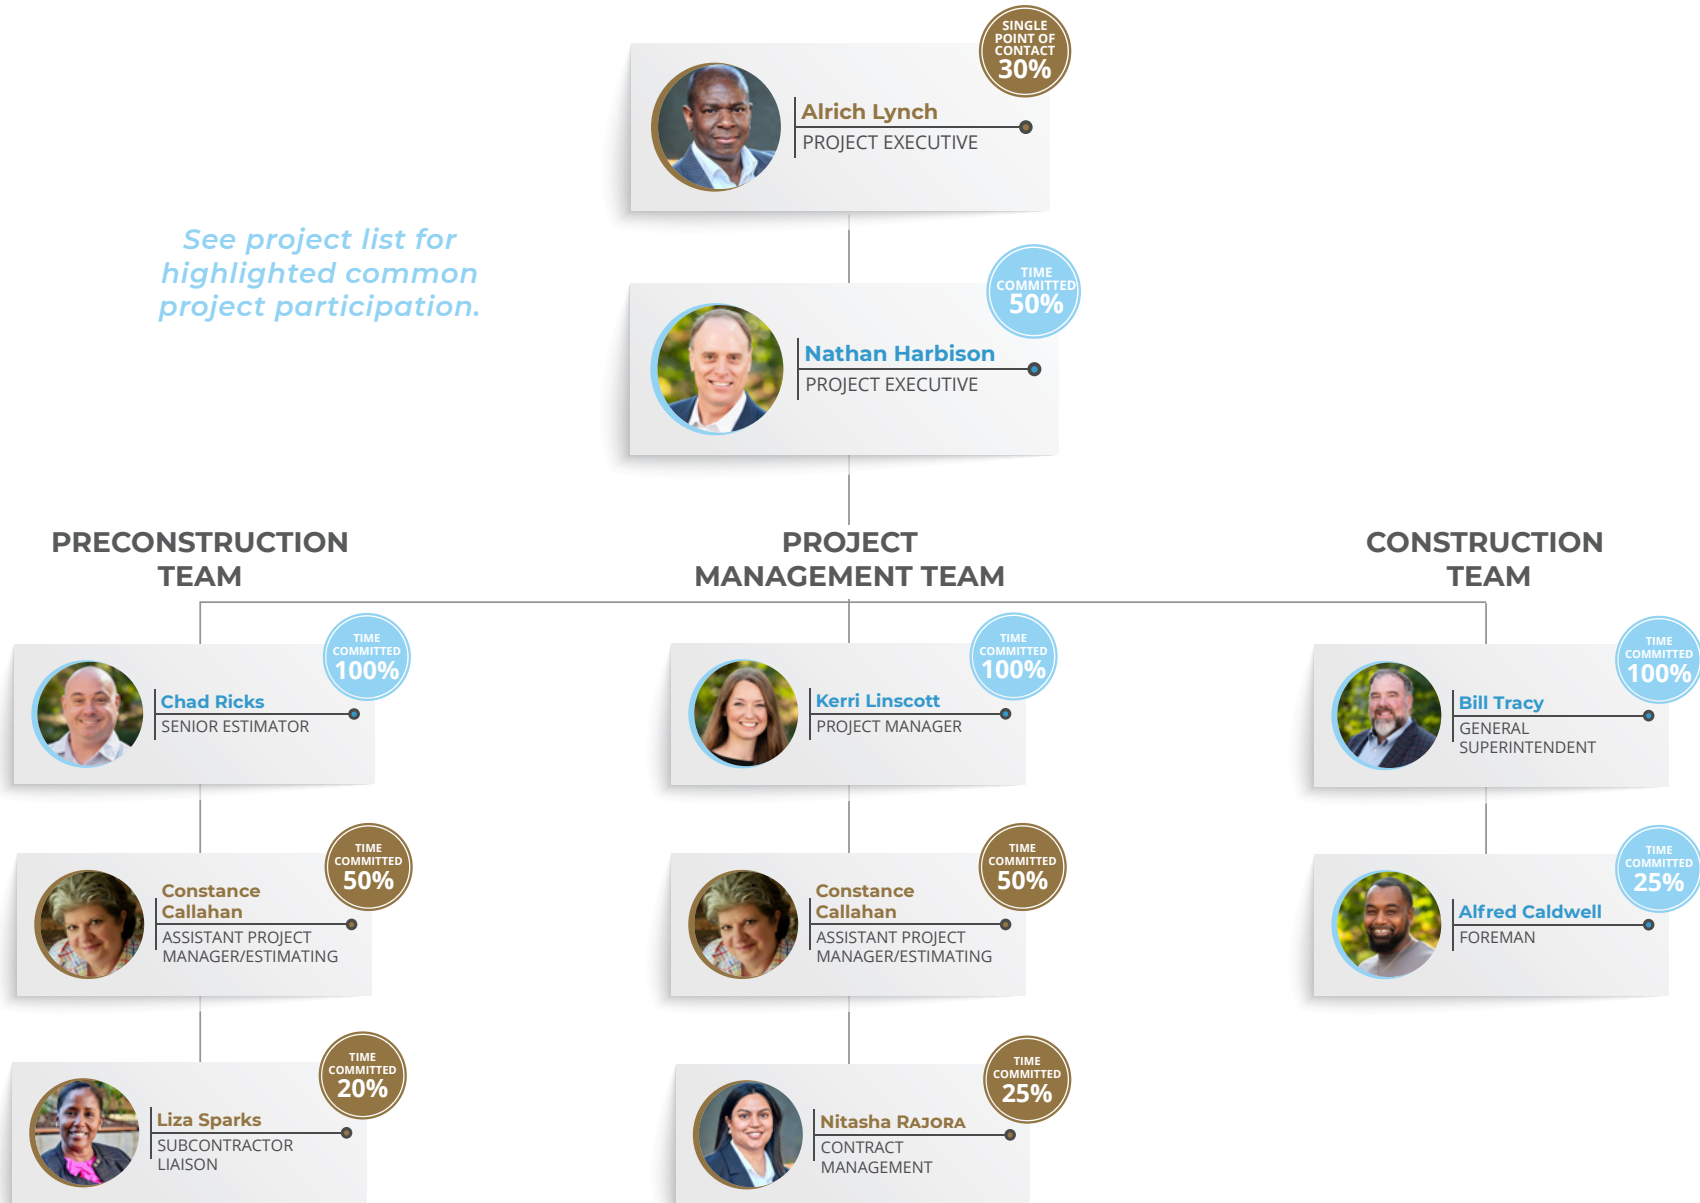 SINGLE
POINT OF
CONTACT
30%
Alrich Lynch
PROJECT EXECUTIVE
See project list for
highlighted common
project participation.
TIME
COMMITTED
50%
Nathan Harbison
PROJECT EXECUTIVE
PRECONSTRUCTION
TEAM
TIME
COMMITTED
100%
Chad Ricks
SENIOR ESTIMATOR
TIME
COMMITTED
50%
Constance
Callahan
ASSISTANT PROJECT
MANAGER/ESTIMATING
TIME
COMMITTED
20%
Liza Sparks
SUBCONTRACTOR
LIAISON
PROJECT
MANAGEMENT TEAM
TIME
COMMITTED
100%
Kerri Linscott
PROJECT MANAGER
TIME
COMMITTED
50%
Constance
Callahan
ASSISTANT PROJECT
MANAGER/ESTIMATING
TIME
COMMITTED
25%
Nitasha RAJORA
CONTRACT
MANAGEMENT
CONSTRUCTION
TEAM
TIME
COMMITTED
100%
Bill Tracy
GENERAL
SUPERINTENDENT
TIME
COMMITTED
25%
Alfred Caldwell
FOREMAN